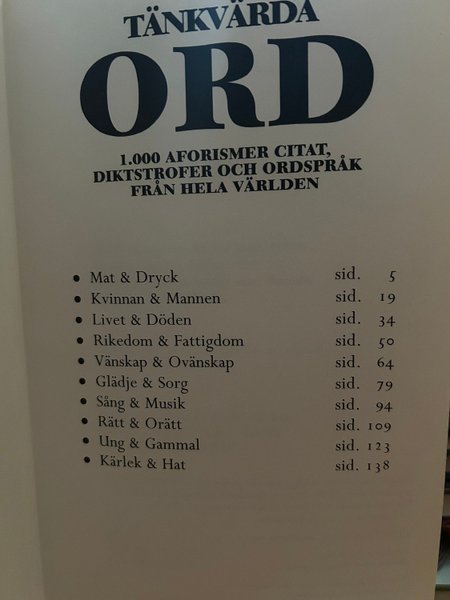 TÄNKVÄRDA
ORD
1.000 AFORISMER CITAT,
DIKTSTROFER OCH ORDSPRÅK
FRÅN HELA VÄRLDEN
• Mat & Dryck sid. 5
• Kvinnan & Mannen sid. 19
• Livet & Döden sid. 34
• Rikedom & Fattigdom sid. 50
• Vänskap & Ovänskap sid. 64
• Glädje & Sorg sid. 79
• Sång & Musik sid. 94
• Rätt & Orätt sid. 109
• Ung & Gammal sid. 123
• Kärlek & Hat sid. 138